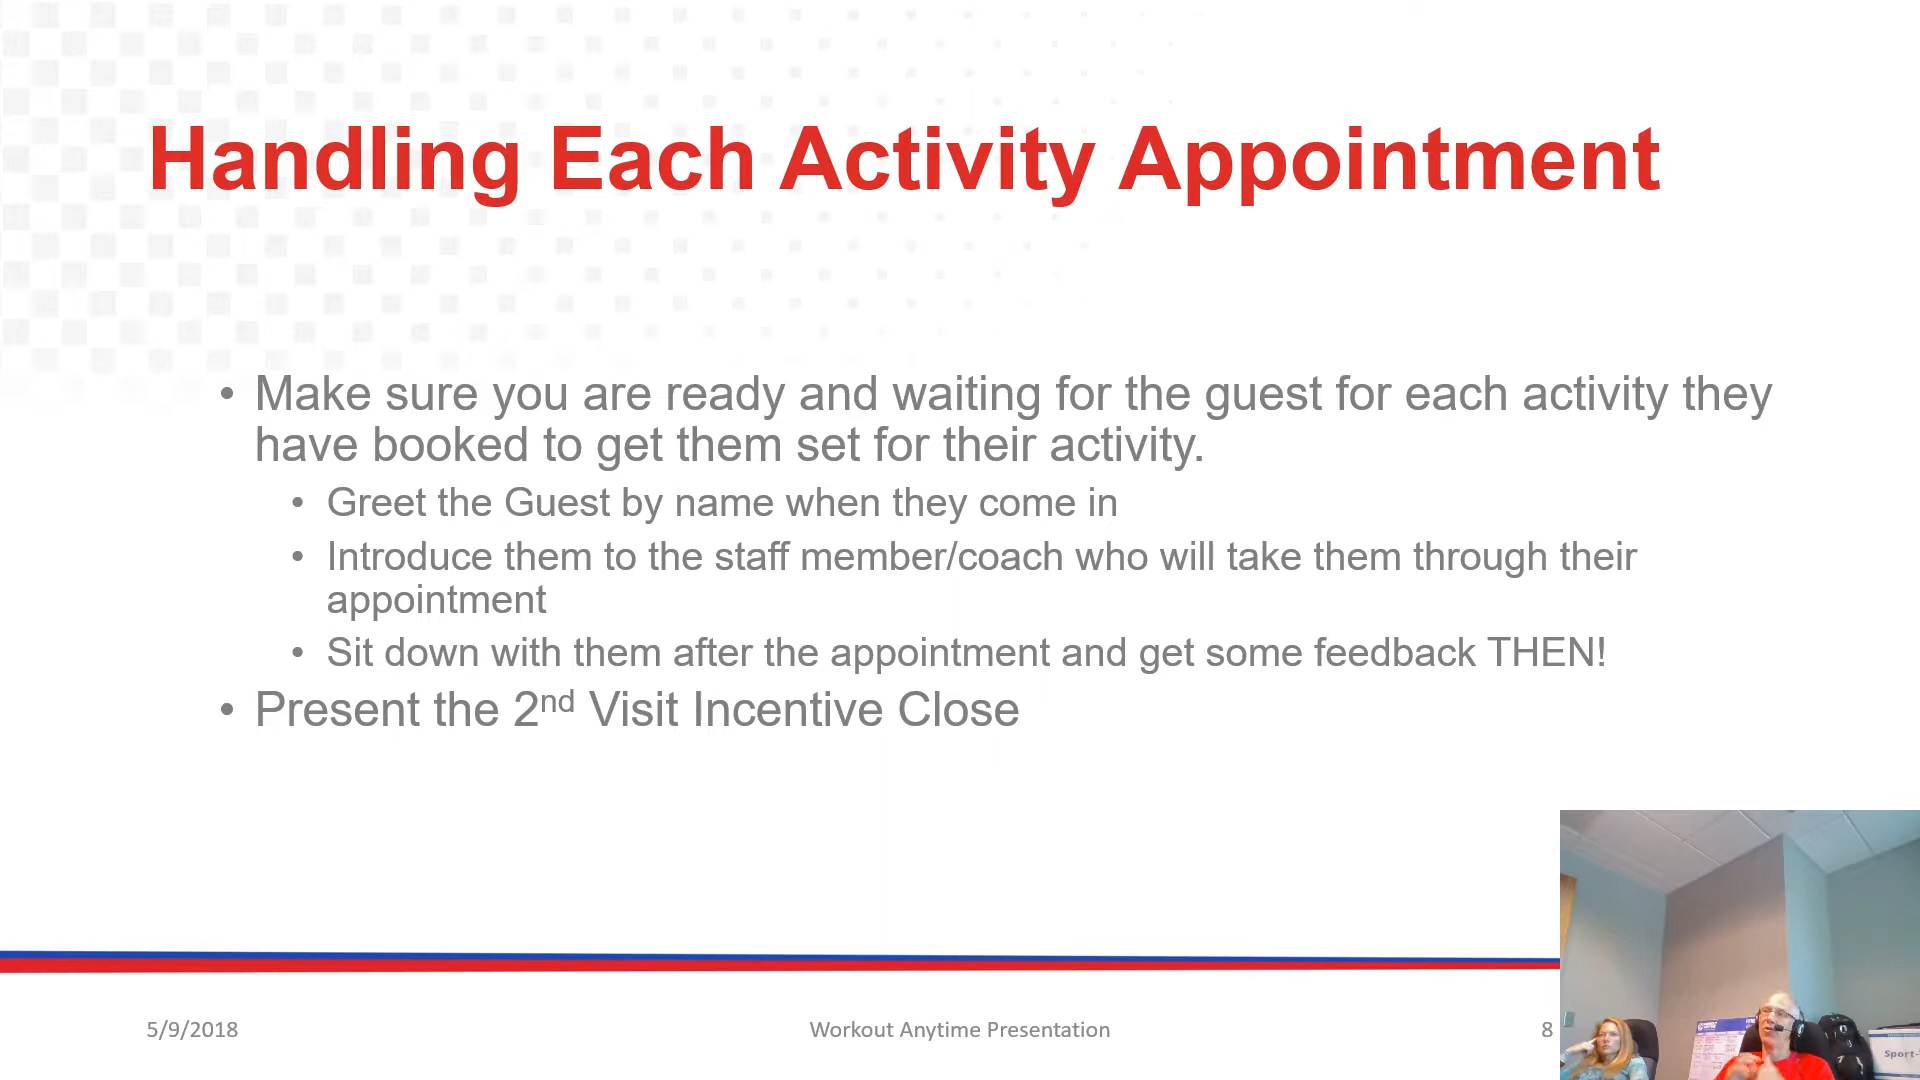 Handling Each Activity Appointment
• Make sure you are ready and waiting for the guest for each activity they
have booked to get them set for their activity.
• Greet the Guest by name when they come in
• Introduce them to the staff member/coach who will take them through their
appointment
• Sit down with them after the appointment and get some feedback THEN!
• Present the 2nd Visit Incentive Close
5/9/2018
Workout Anytime Presentation
8
Sport-